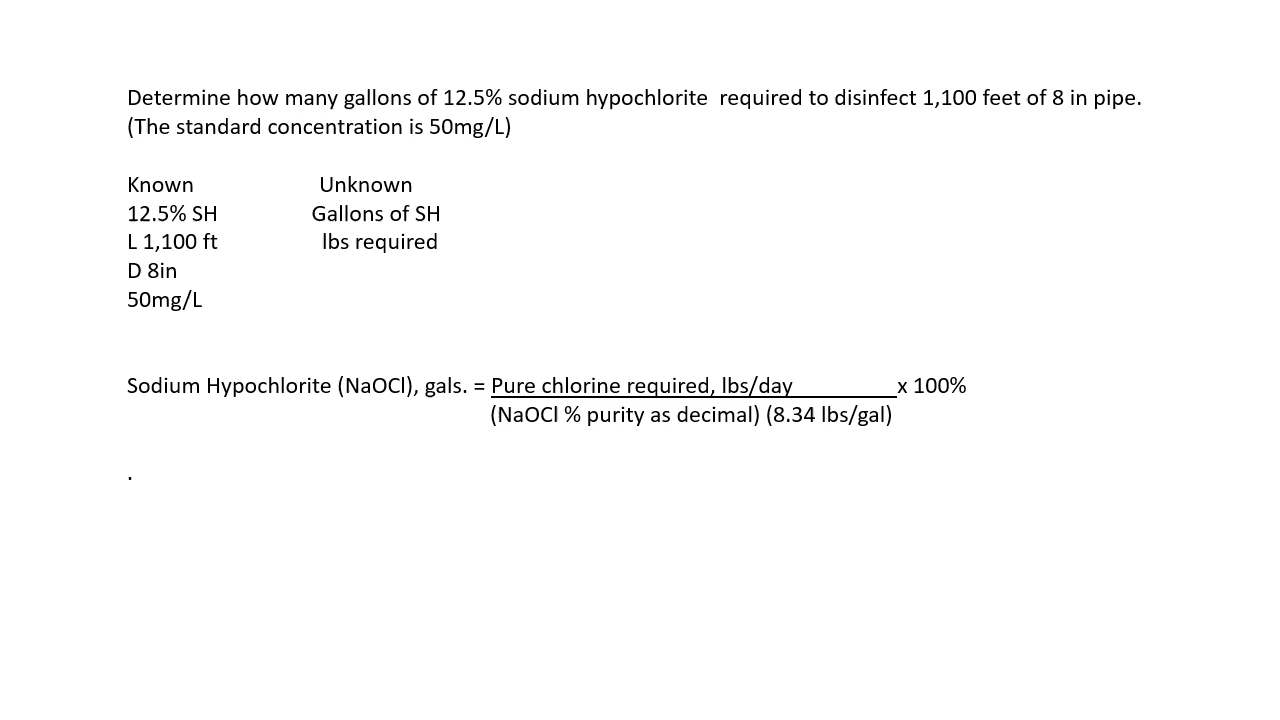 Determine how many gallons of 12.5% sodium hypochlorite  required to disinfect 1,100 feet of 8 in pipe.
(The standard concentration is 50mg/L)
Known Unknown
12.5% SH Gallons of SH
L 1,100 ft lbs required
D 8in
50mg/L
Sodium Hypochlorite (NaOCl), gals. = Pure chlorine required, lbs/day x 100%
(NaOCl % purity as decimal) (8.34 lbs/gal)
.